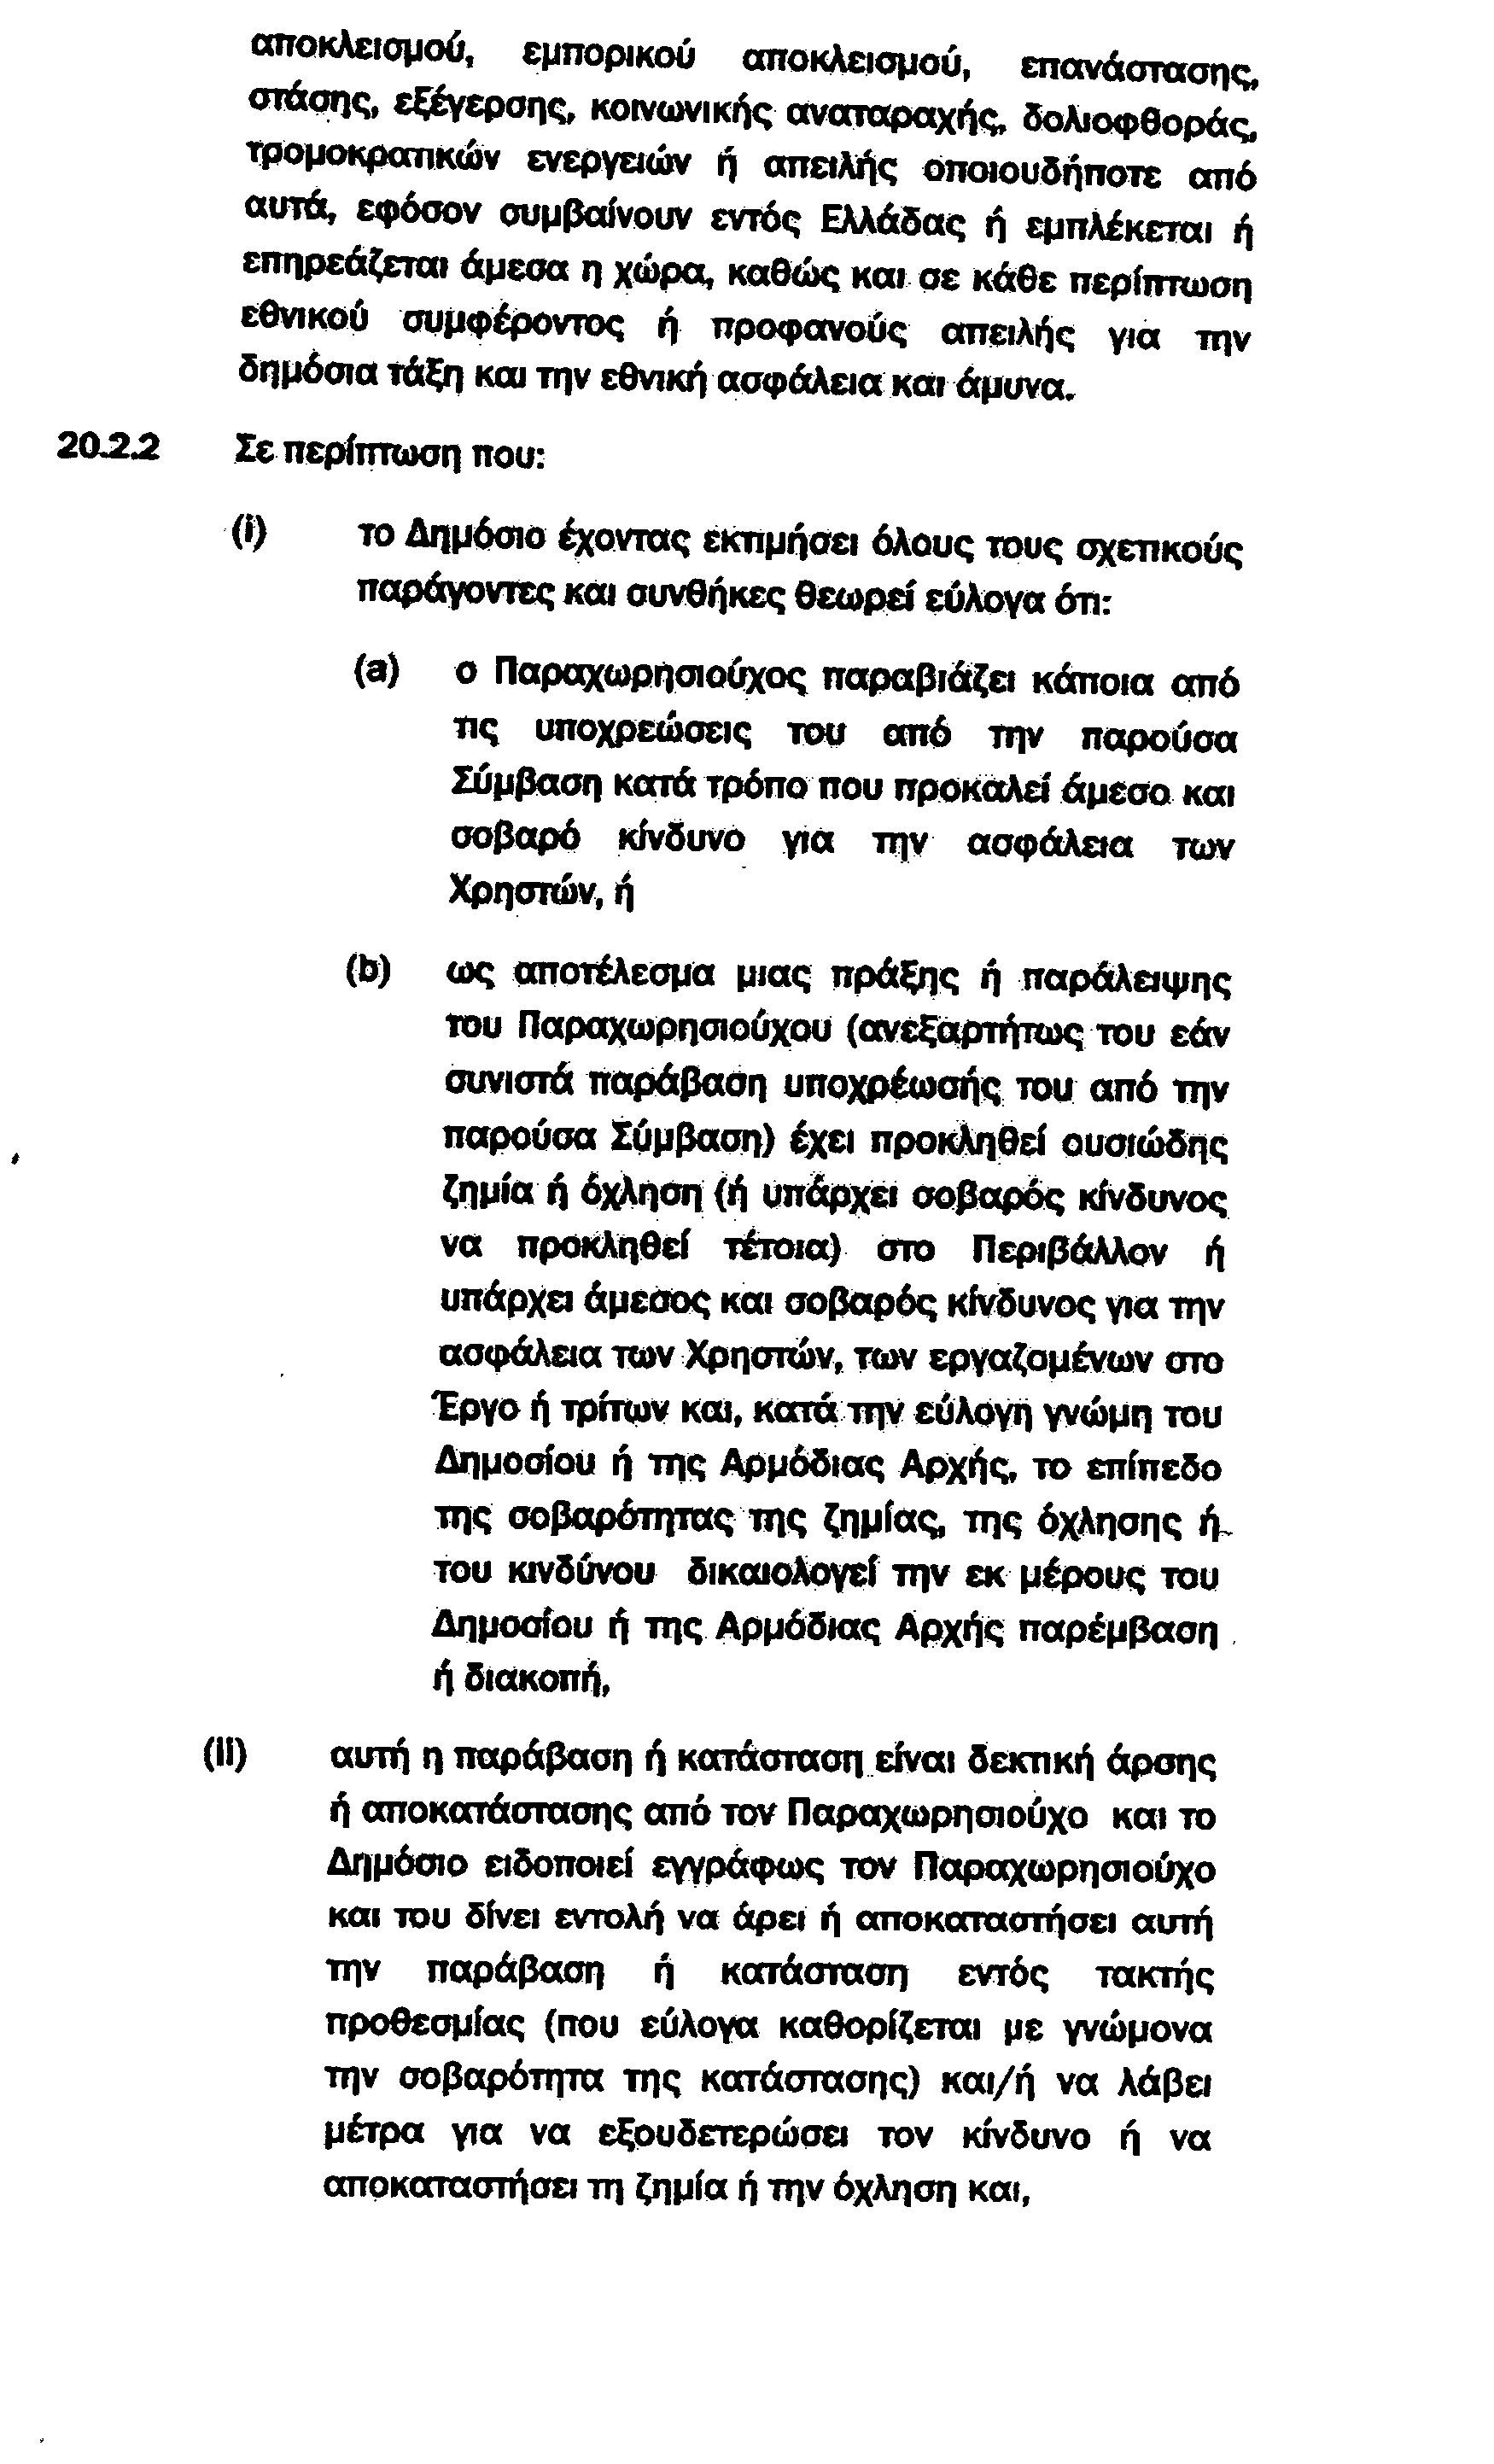 αποκλεισμού, εμπορικού αποκλεισμού, επανάστασης,
στάσης, εξέγερσης, κοινωνικής αναταραχής, δολιοφθοράς,
τρομοκρατικών ενεργειών ή απειλής οποιουδήποτε από
αυτά, εφόσον συμβαίνουν εντός Ελλάδας ή εμπλέκεται ή
επηρεάζεται άμεσα η χώρα, καθώς και σε κάθε περίπτωση
εθνικού συμφέροντος ή προφανούς απειλής για την
δημόσια τάξη και την εθνική ασφάλεια και άμυνα.
20.2.2 Σε περίπτωση που:
(i) το Δημόσιο έχοντας εκτιμήσει όλους τους σχετικούς
παράγοντες και συνθήκες θεωρεί εύλογα ότι:
(a) ο Παραχωρησιούχος παραβιάζει κάποια από
τις υποχρεώσεις του από την παρούσα
Σύμβαση κατά τρόπο που προκαλεί άμεσο και
σοβαρό κίνδυνο για την ασφάλεια των
Χρηστών, ή
(b) ως αποτέλεσμα μιας πράξης ή παράλειψης
του Παραχωρησιούχου (ανεξαρτήτως του εάν
συνιστά παράβαση υποχρέωσής του από την
παρούσα Σύμβαση) έχει προκληθεί ουσιώδης
ζημία ή όχληση (ή υπάρχει σοβαρός κίνδυνος
να προκληθεί τέτοια) στο Περιβάλλον ή
υπάρχει άμεσος και σοβαρός κίνδυνος για την
ασφάλεια των Χρηστών, των εργαζομένων στο
Έργο ή τρίτων και, κατά την εύλογη γνώμη του
Δημοσίου ή της Αρμόδιας Αρχής, το επίπεδο
της σοβαρότητας της ζημίας, της όχλησης ή
του κινδύνου δικαιολογεί την εκ μέρους του
Δημοσίου ή της Αρμόδιας Αρχής παρέμβαση
ή διακοπή,
(ii) αυτή η παράβαση ή κατάσταση είναι δεκτική άρσης
ή αποκατάστασης από τον Παραχωρησιούχο και το
Δημόσιο ειδοποιεί εγγράφως τον Παραχωρησιούχο
και του δίνει εντολή να άρει ή αποκαταστήσει αυτή
την παράβαση ή κατάσταση εντός τακτής
προθεσμίας (που εύλογα καθορίζεται με γνώμονα
την σοβαρότητα της κατάστασης) και/ή να λάβει
μέτρα για να εξουδετερώσει τον κίνδυνο ή να
αποκαταστήσει τη ζημία ή την όχληση και,